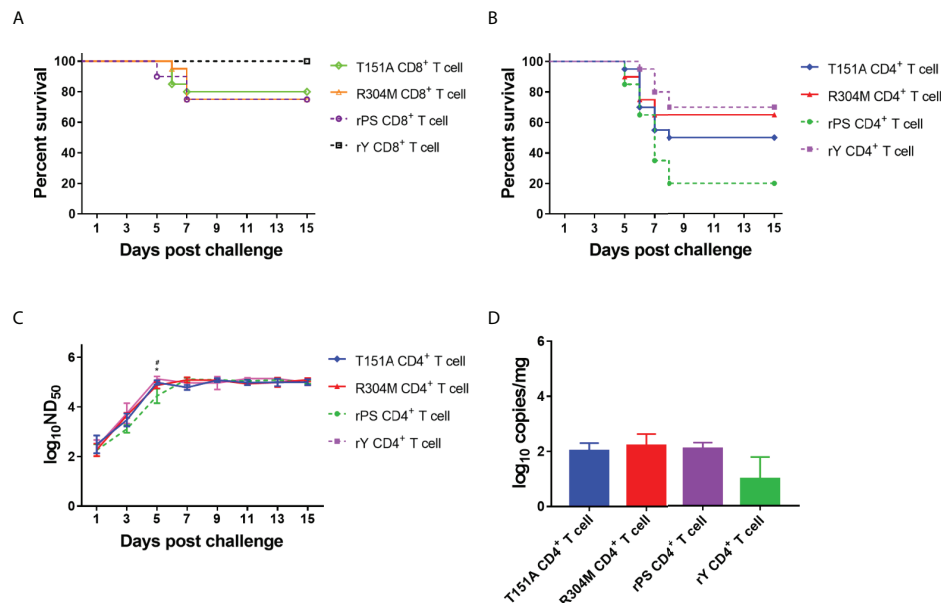 A
Percent survival
100
80
60
40
20
0
1 3 5 7 9 11 13 15
Days post challenge
T151A CD8+ T cell
R304M CD8+ T cell
rPS CD8+ T cell
rY CD8+ T cell
B
Percent survival
100
80
60
40
20
0
1 3 5 7 9 11 13 15
Days post challenge
T151A CD4+ T cell
R304M CD4+ T cell
rPS CD4+ T cell
rY CD4+ T cell
C
log10ND50
6
4
2
0
#
*
1 3 5 7 9 11 13 15
Days post challenge
T151A CD4+ T cell
R304M CD4+ T cell
rPS CD4+ T cell
rY CD4+ T cell
D
log10 copies/mg
6
4
2
0
T151A CD4+ T cell
R304M CD4+ T cell
rPS CD4+ T cell
rY CD4+ T cell